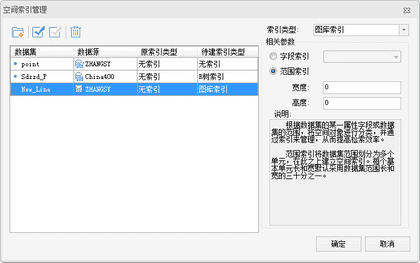 空间索引管理
数据集 数据源 原索引类型 待建索引类型
point ZHANGSY 无索引 无索引
Sdrrd_F China400 无索引 R树索引
New_Line ZHANGSY 无索引 图库索引
索引类型: 图库索引
相关参数
字段索引
范围索引
宽度: 0
高度: 0
说明:
根据数据集的某一属性字段或数据
集的范围，将空间对象进行分类，并通
过索引来管理，从而提高检索效率。
范围索引将数据集范围划分为多个
单元，在此之上建立空间索引。每个基
本单元长和宽默认采用数据集范围长和
宽的三十分之一。
确定 取消